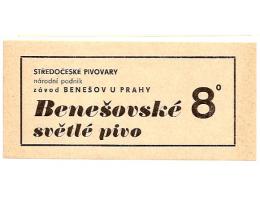 STŘEDOČESKÉ PIVOVARY
národní podnik
závod BENEŠOV U PRAHY
Benešovské 8°
světlé pivo